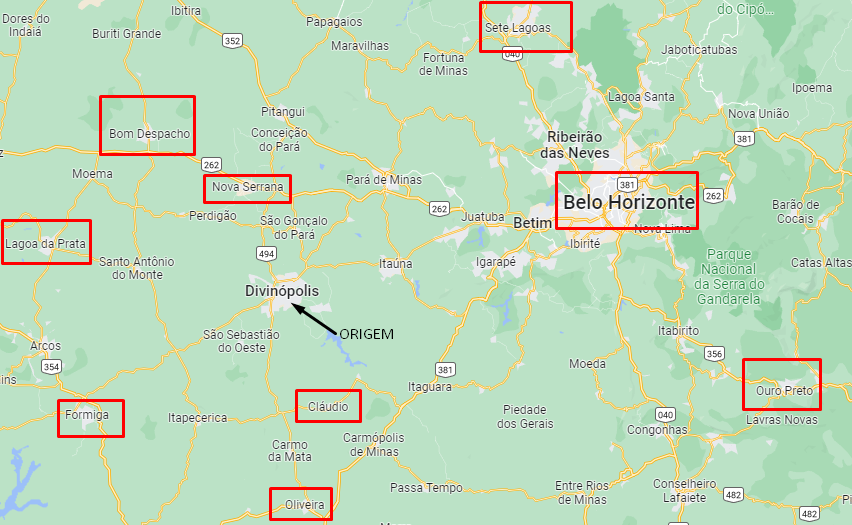 Dores do
Indaiá
Ibitira
Papagaios
Sete Lagoas
do Cipó...
Buriti Grande
352
Maravilhas
040
Fortuna
de Minas
Jaboticatubas
Ipoema
Lagoa Santa
Pitangui
Nova União
Bom Despacho
Conceição
do Pará
Ribeirão
das Neves
381
z
262
Moema
Nova Serrana
Pará de Minas
381
262
Belo Horizonte
262
Barão de
Cocais
Perdigão
São Gonçalo
do Pará
Juatuba
Betim
Nova Lima
Lagoa da Prata
494
Ibirité
Santo Antônio
do Monte
Itaúna
Igarapé
Parque
Nacional
da Serra do
Gandarela
Catas Altas
Divinópolis
ORIGEM
São Sebastião
do Oeste
Itabirito
Arcos
354
356
381
Moeda
ins
Itaguara
Ouro Preto
Formiga
Cláudio
Itapecerica
Piedade
dos Gerais
040
Congonhas
Lavras Novas
Carmo
da Mata
Carmópolis
de Minas
Passa Tempo
Entre Rios
de Minas
Conselheiro
Lafaiete
482
Oliveira
482